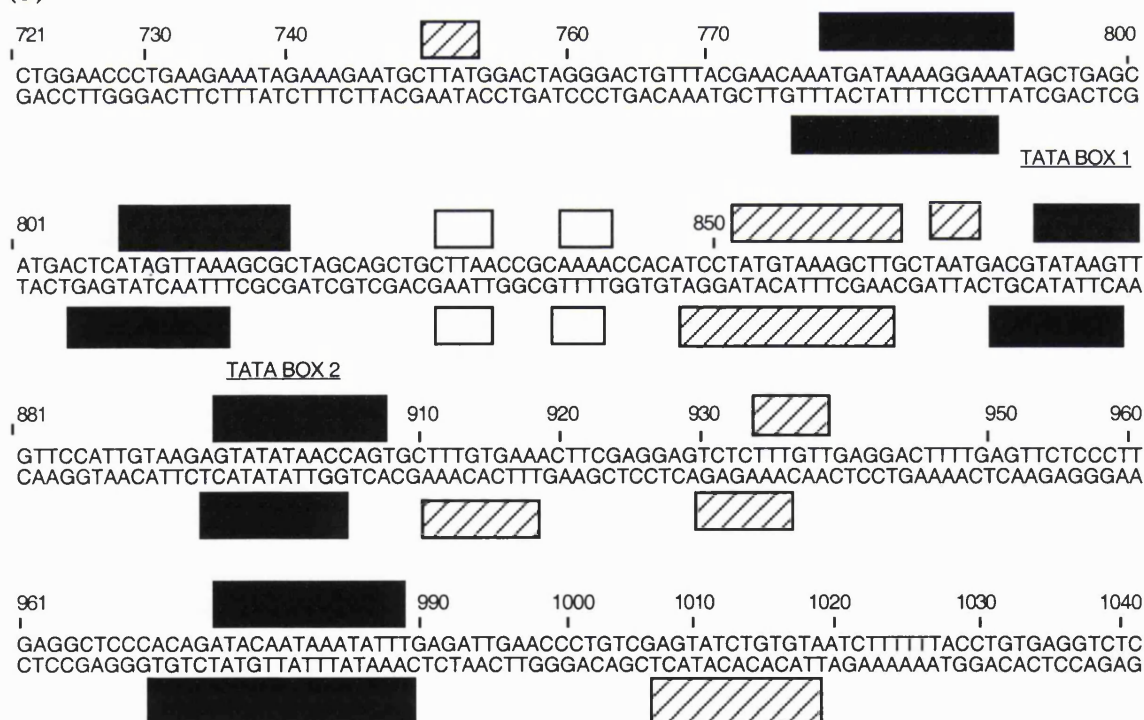 721 730 740 760 770 800
CTGGAACCCTGAAGAAATAGAAAGAATGCTTATGGACTAGGGACTGTTTACGAACAAATGATAAAAGGAAATAGCTGAGC
GACCTTGGGACTTCTTTATCTTTCTTACGAATACCTGATCCCTGACAAATGCTTGTTTACTATTTTCCTTTATCGACTCG
TATA BOX 1
801 850
ATGACTCATAGTTAAAGCGCTAGCAGCTGCTTAACCGCAAAACCACATCCTATGTAAAGCTTGCTAATGACGTATAAGTT
TACTGAGTATCAATTTCGCGATCGTCGACGAATTGGCGTTTTGGTGTAGGATACATTTCGAACGATTACTGCATATTCAA
TATA BOX 2
881 910 920 930 950 960
GTTCCATTGTAAGAGTATATAACCAGTGCTTTGTGAAACTTCGAGGAGTCTCTTTGTTGAGGACTTTTGAGTTCTCCCTT
CAAGGTAACATTCTCATATATTGGTCACGAAACACTTTGAAGCTCCTCAGAGAAACAACTCCTGAAAACTCAAGAGGGAA
961 990 1000 1010 1020 1030 1040
GAGGCTCCCACAGATACAATAAATATTTGAGATTGAACCCTGTCGAGTATCTGTGTAATCTTTTTTACCTGTGAGGTCTC
CTCCGAGGGTGTCTATGTTATTTATAAACTCTAACTTGGGACAGCTCATACACACATTAGAAAAAATGGACACTCCAGAG